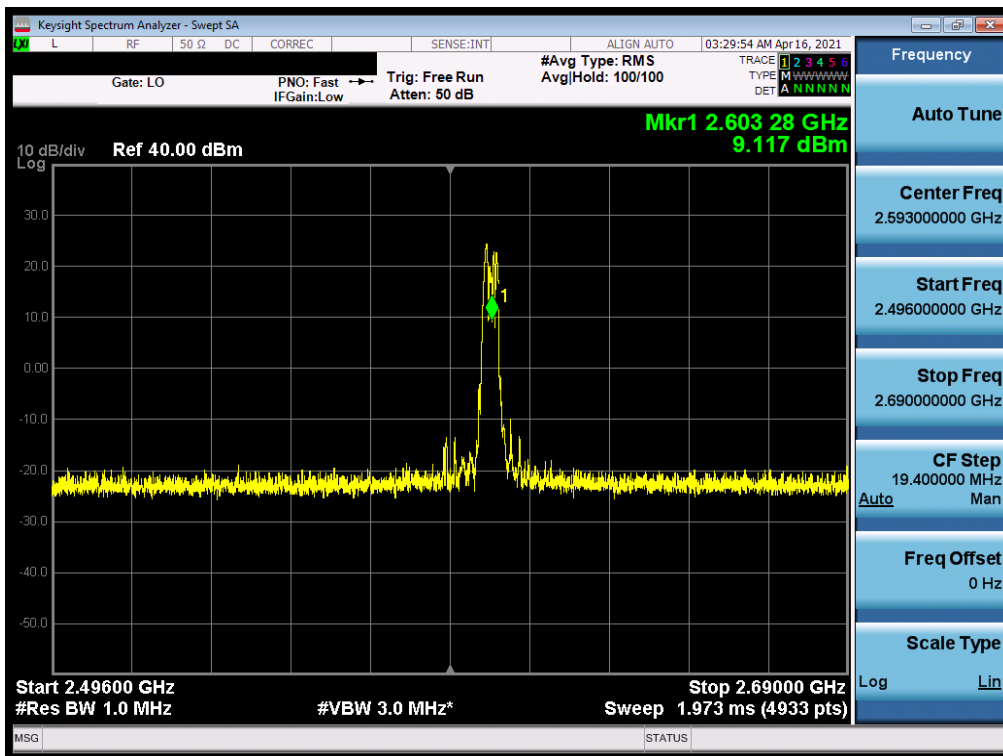 Keysight Spectrum Analyzer - Swept SA
LXI L RF 50 Ω DC CORREC SENSE:INT ALIGN AUTO 03:29:54 AM Apr 16, 2021
Gate: LO
PNO: Fast
IFGain:Low
Trig: Free Run
Atten: 50 dB
#Avg Type: RMS
Avg|Hold: 100/100
TRACE 1 2 3 4 5 6
TYPE M WWWWW
DET A N N N N N
Mkr1 2.603 28 GHz
9.117 dBm
10 dB/div
Log
Ref 40.00 dBm
30.0
20.0
10.0
0.00
-10.0
-20.0
-30.0
-40.0
-50.0
1
Start 2.49600 GHz
Stop 2.69000 GHz
#Res BW 1.0 MHz
#VBW 3.0 MHz*
Sweep 1.973 ms (4933 pts)
MSG
STATUS
Frequency
Auto Tune
Center Freq
2.593000000 GHz
Start Freq
2.496000000 GHz
Stop Freq
2.690000000 GHz
CF Step
19.400000 MHz
Auto Man
Freq Offset
0 Hz
Scale Type
Log Lin